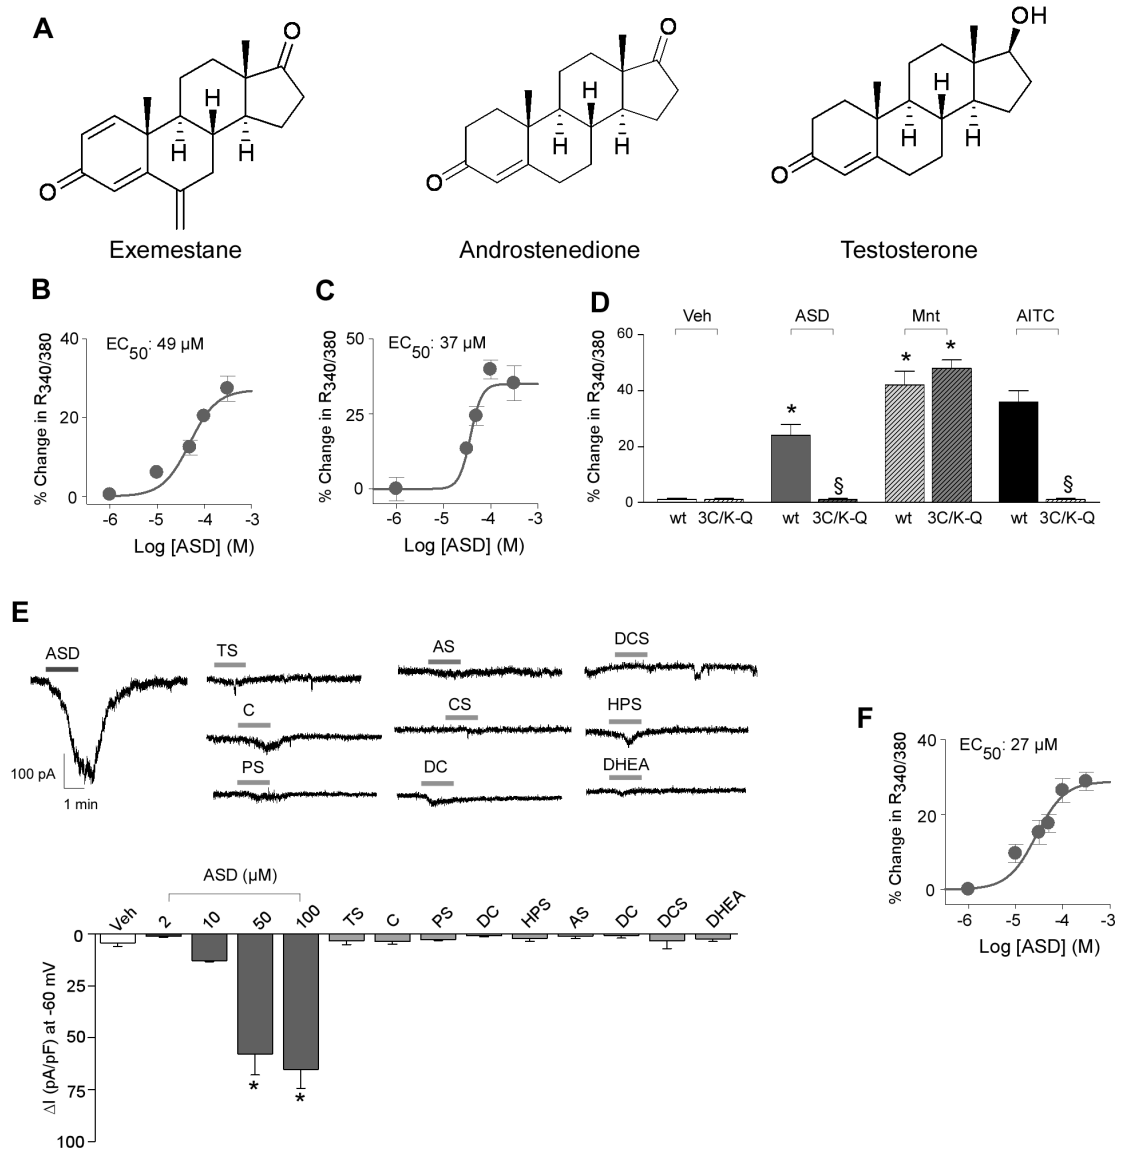 A
O
H
H
H
O
Exemestane
O
H
H
H
O
Androstenedione
OH
H
H
H
O
Testosterone
B
% Change in R340/380
40
20
0
EC50: 49 µM
-6
-5
-4
-3
Log [ASD] (M)
C
% Change in R340/380
50
25
0
EC50: 37 µM
-6
-5
-4
-3
Log [ASD] (M)
D
% Change in R340/380
60
40
20
0
Veh
ASD
Mnt
AITC
*
§
*
*
§
wt 3C/K-Q
wt 3C/K-Q
wt 3C/K-Q
wt 3C/K-Q
E
ASD
100 pA
1 min
TS
AS
DCS
C
CS
HPS
PS
DC
DHEA
ASD (µM)
Veh
2
10
50
100
TS
C
PS
DC
HPS
AS
DC
DCS
DHEA
ΔI (pA/pF) at -60 mV
0
25
50
75
100
*
*
F
% Change in R340/380
40
20
0
EC50: 27 µM
-6
-5
-4
-3
Log [ASD] (M)